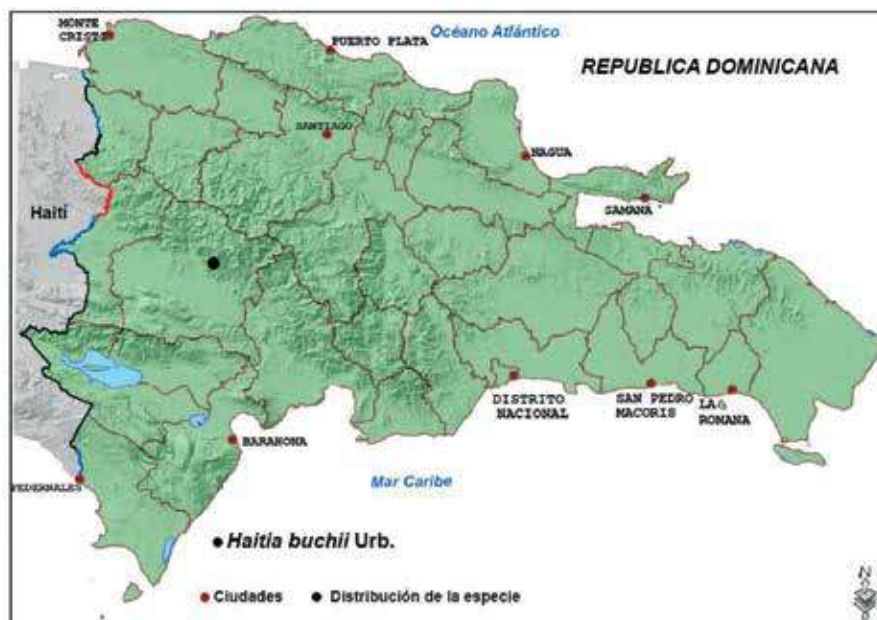 MONTE
CRISTI
PUERTO PLATA
Océano Atlántico
REPUBLICA DOMINICANA
SANTIAGO
NAGUA
SAMANA
Haití
DISTRITO
NACIONAL
SAN PEDRO
MACORIS
LA
ROMANA
BARAHONA
PEDERNALES
Mar Caribe
Haitia buchii Urb.
Ciudades
Distribución de la especie